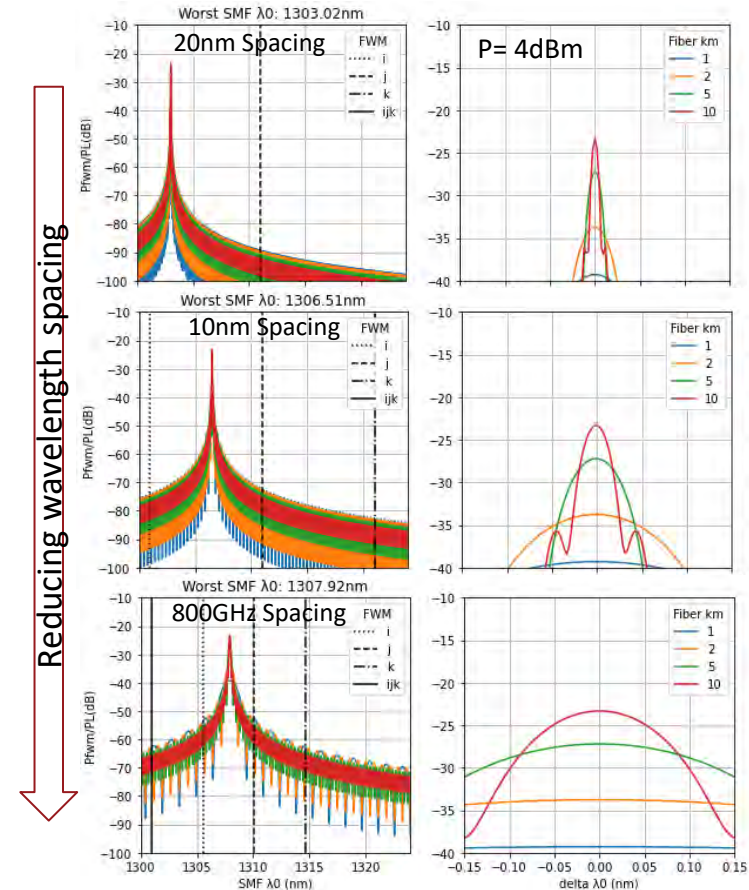 Reducing wavelength spacing
Worst SMF λ0: 1303.02nm
20nm Spacing
P= 4dBm
Pfwm/PL(dB)
−10
−20
−30
−40
−50
−60
−70
−80
−90
−100
FWM
i
j
k
ijk
−10
−15
−20
−25
−30
−35
−40
Fiber km
1
2
5
10
Worst SMF λ0: 1306.51nm
10nm Spacing
Pfwm/PL(dB)
−10
−20
−30
−40
−50
−60
−70
−80
−90
−100
FWM
i
j
k
ijk
−10
−15
−20
−25
−30
−35
−40
Fiber km
1
2
5
10
Worst SMF λ0: 1307.92nm
800GHz Spacing
Pfwm/PL(dB)
−10
−20
−30
−40
−50
−60
−70
−80
−90
−100
FWM
i
j
k
ijk
1300 1305 1310 1315 1320
SMF λ0 (nm)
−10
−15
−20
−25
−30
−35
−40
Fiber km
1
2
5
10
−0.15 −0.10 −0.05 0.00 0.05 0.10 0.15
delta λ0 (nm)